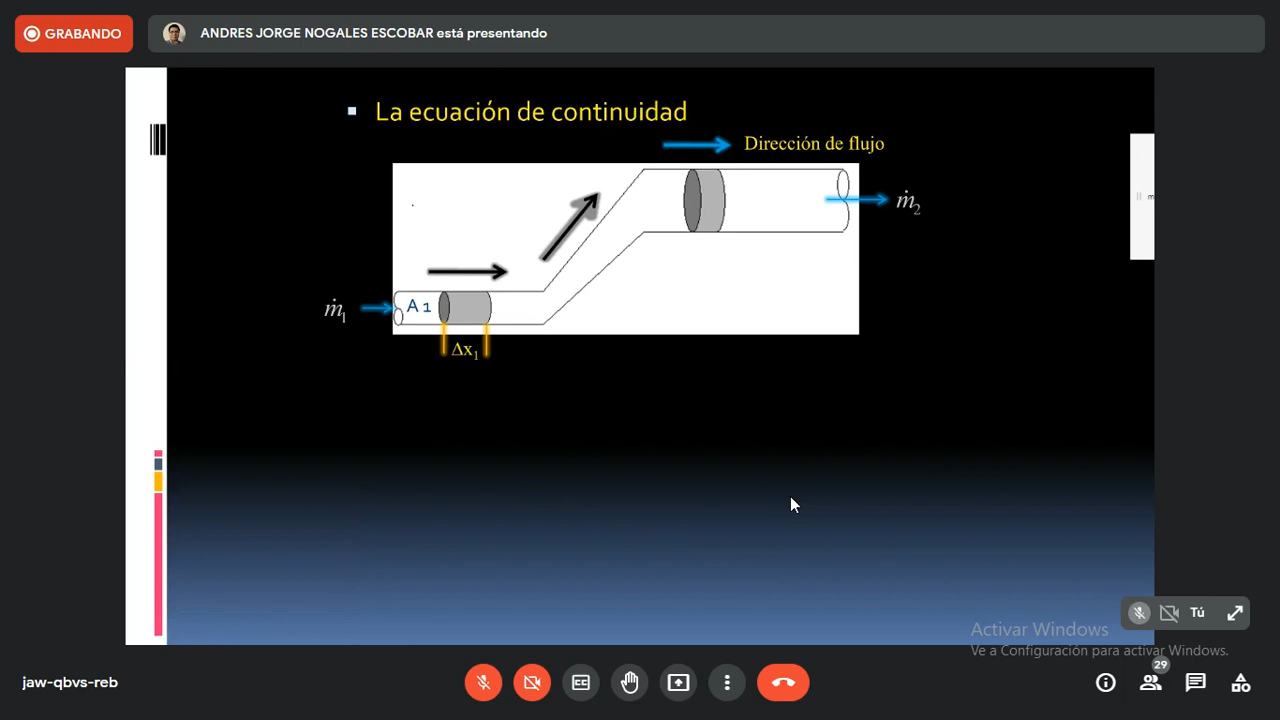 GRABANDO
ANDRES JORGE NOGALES ESCOBAR está presentando
La ecuación de continuidad
Dirección de flujo
ṁ2
ṁ1
A 1
Δx1
m
Tú
Activar Windows
Ve a Configuración para activar Windows.
jaw-qbvs-reb
CC
29